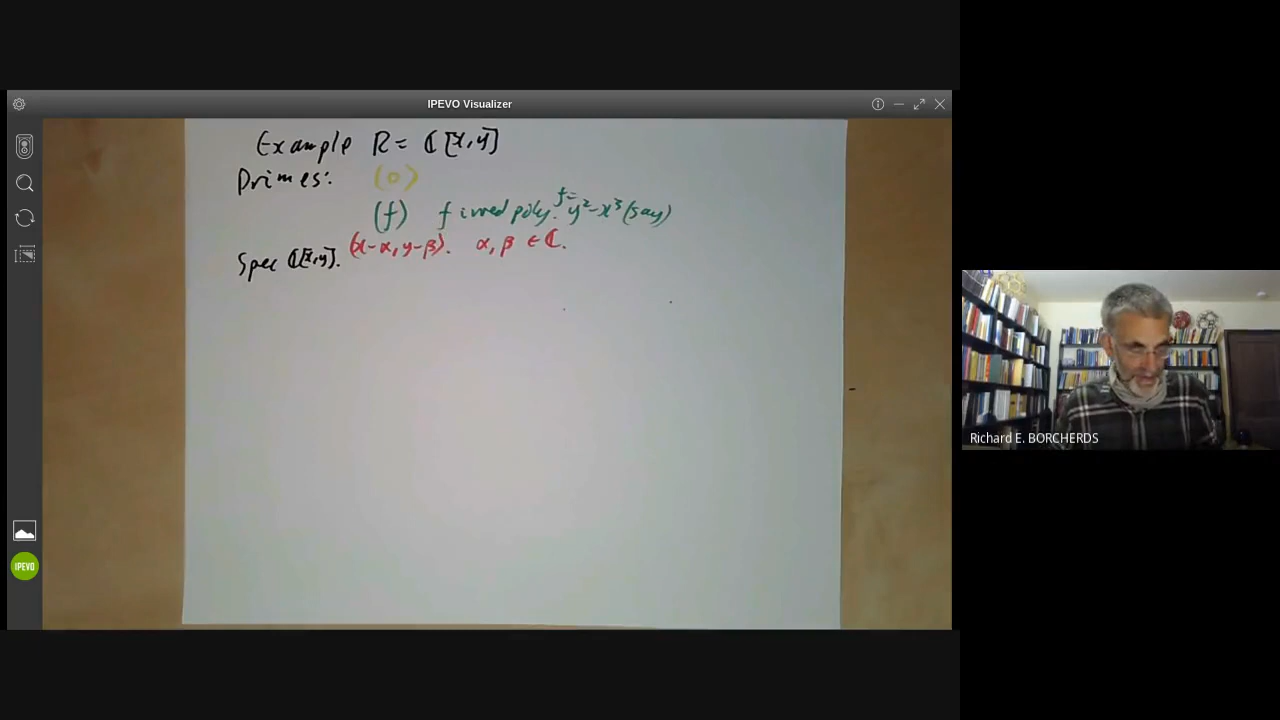 IPEVO Visualizer
Example R = ℂ[x,y]
Primes: (0)
(f) f irred poly. f= y²-x³ (say)
(x-α, y-β). α, β ∈ ℂ.
Spec ℂ[x,y].
Richard E. BORCHERDS
IPEVO